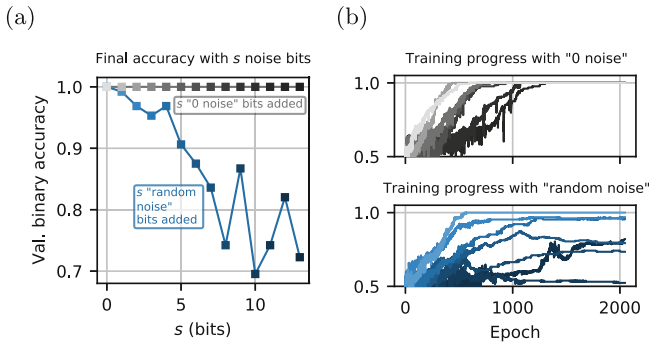 (a)
Final accuracy with s noise bits
Val. binary accuracy
1.0
0.9
0.8
0.7
s "0 noise" bits added
s "random
noise"
bits added
0
5
10
s (bits)
(b)
Training progress with "0 noise"
1.0
0.5
Training progress with "random noise"
1.0
0.5
0
1000
2000
Epoch